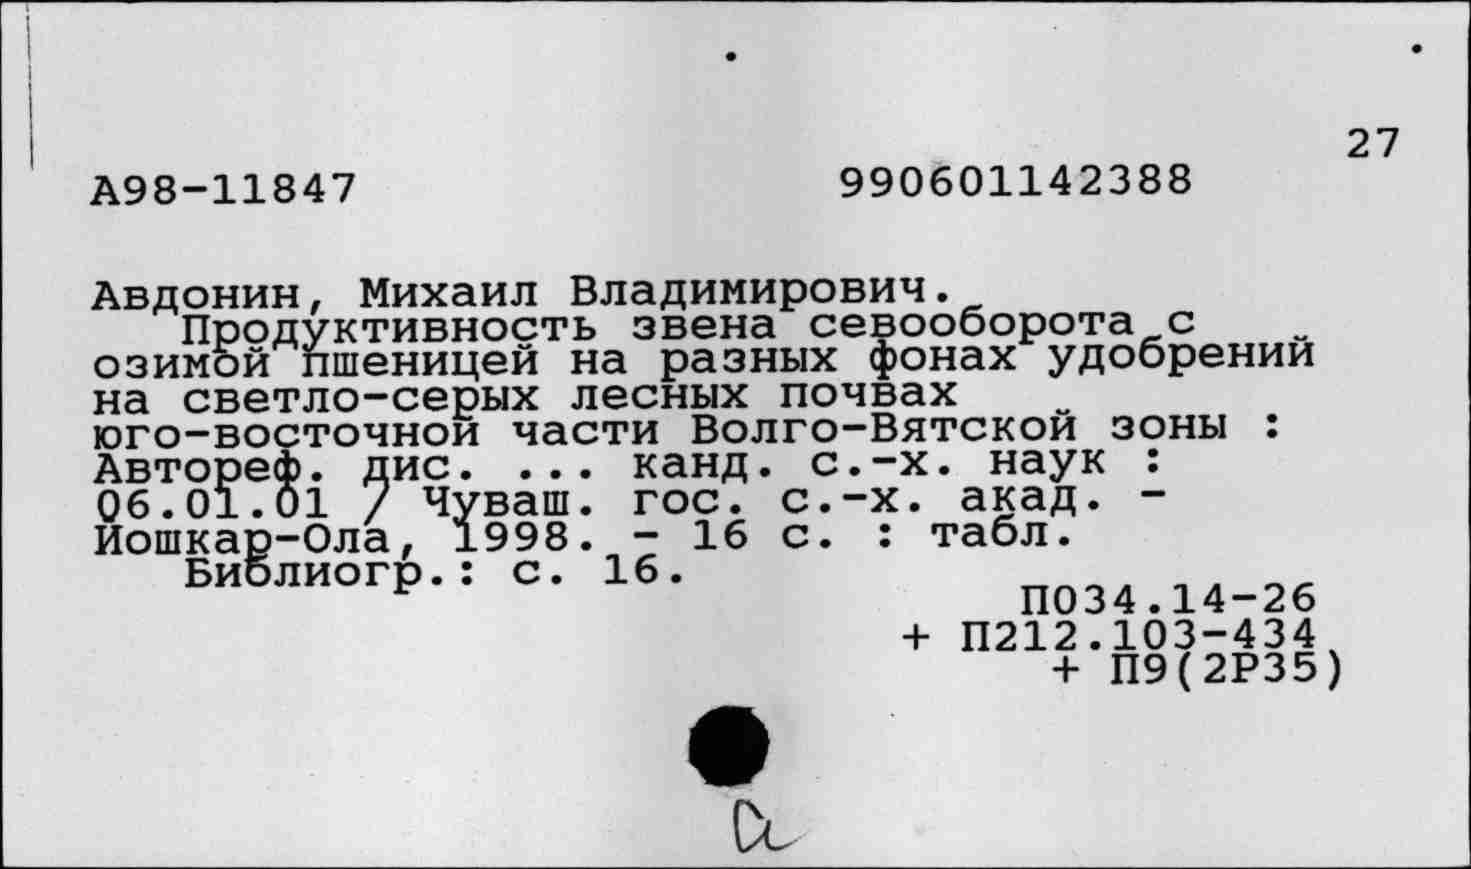 27
А98-11847 990601142388
Авдонин, Михаил Владимирович.
Продуктивность звена севооборота с
озимой пшеницей на разных фонах удобрений
на светло-серых лесных почвах
юго-восточной части Волго-Вятской зоны :
Автореф. дис. ... канд. с.-х. наук :
06.01.01 / Чуваш. гос. с.-х. акад. -
Йошкар-Ола, 1998. - 16 с. : табл.
Библиогр.: с. 16.
П034.14-26
+ П212.103-434
+ П9(2Р35)